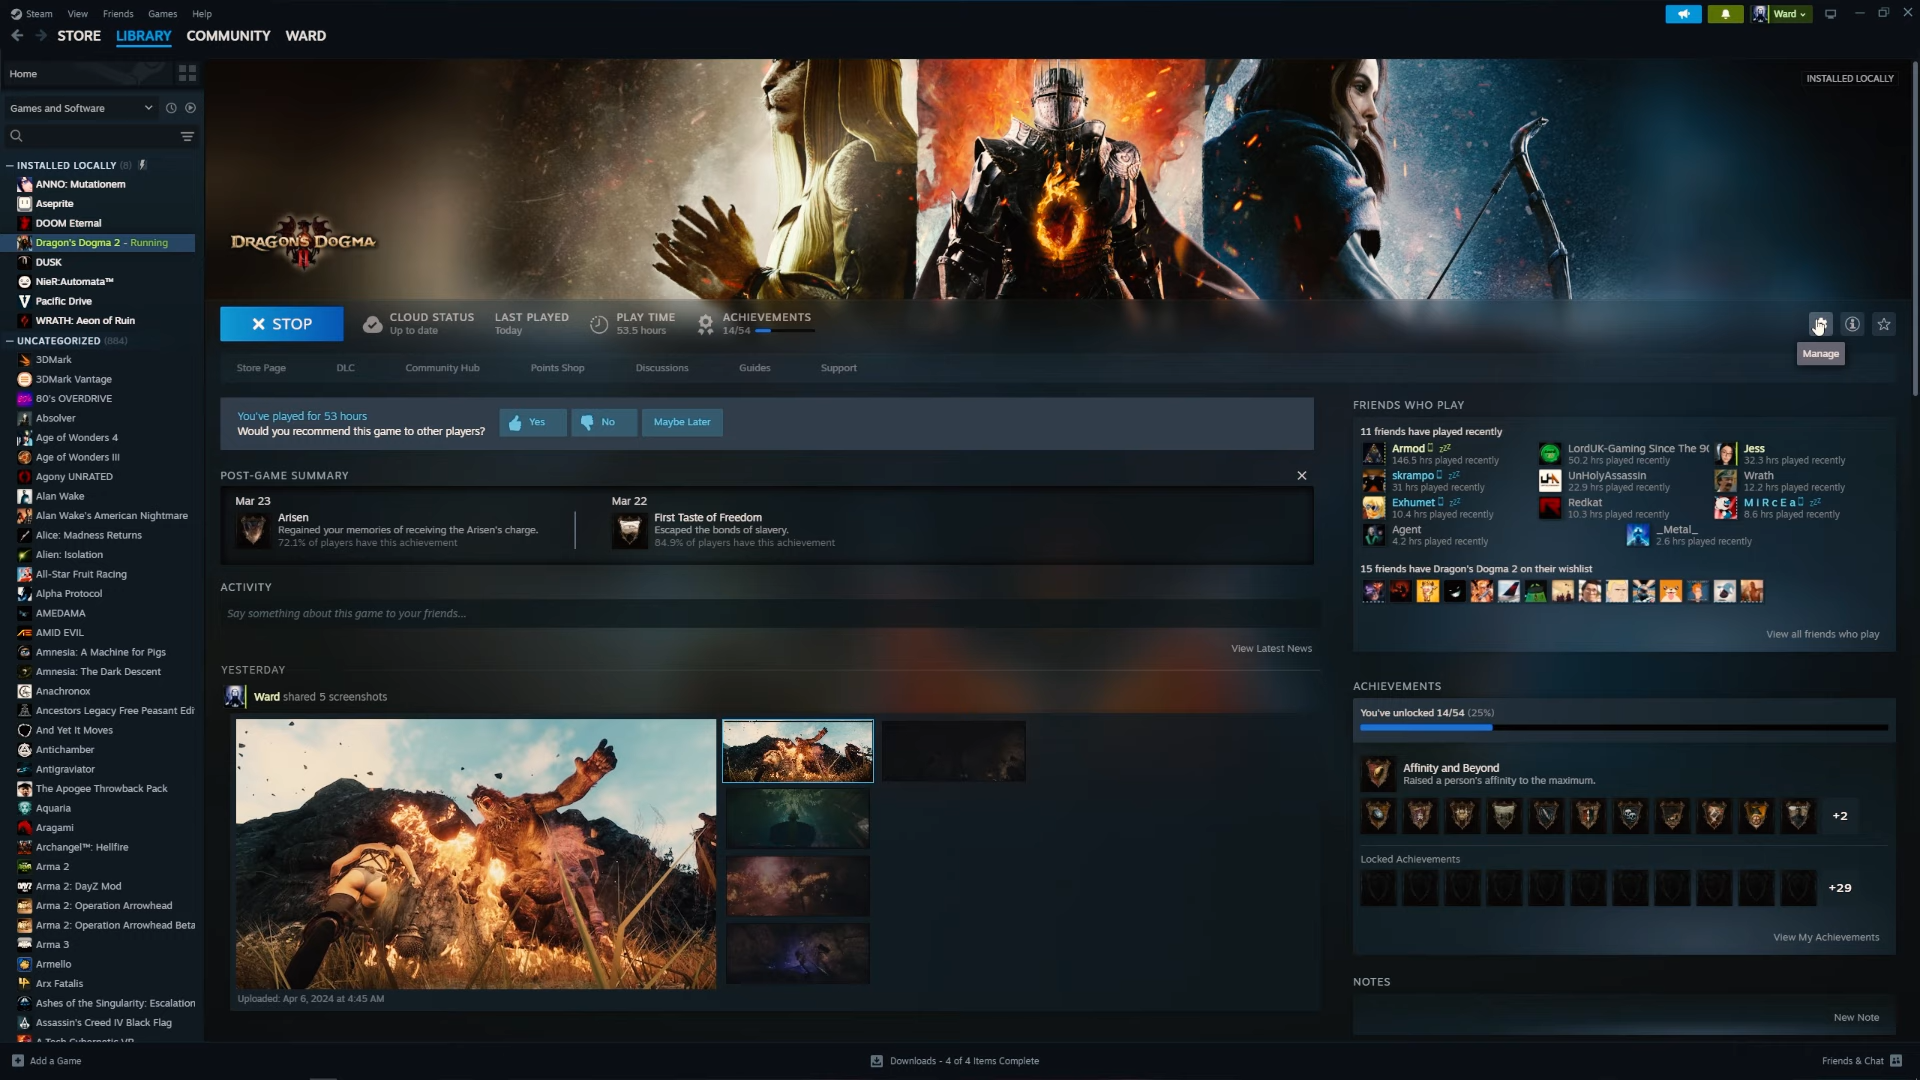 Steam View Friends Games Help
Ward
STORE LIBRARY COMMUNITY WARD
Home
Games and Software
INSTALLED LOCALLY (8)
ANNO: Mutationem
Aseprite
DOOM Eternal
Dragon's Dogma 2 - Running
DUSK
NieR:Automata™
Pacific Drive
WRATH: Aeon of Ruin
UNCATEGORIZED (884)
3DMark
3DMark Vantage
80's OVERDRIVE
Absolver
Age of Wonders 4
Age of Wonders III
Agony UNRATED
Alan Wake
Alan Wake's American Nightmare
Alice: Madness Returns
Alien: Isolation
All-Star Fruit Racing
Alpha Protocol
AMEDAMA
AMID EVIL
Amnesia: A Machine for Pigs
Amnesia: The Dark Descent
Anachronox
Ancestors Legacy Free Peasant Edi
And Yet It Moves
Antichamber
Antigraviator
The Apogee Throwback Pack
Aquaria
Aragami
Archangel™: Hellfire
Arma 2
Arma 2: DayZ Mod
Arma 2: Operation Arrowhead
Arma 2: Operation Arrowhead Beta
Arma 3
Armello
Arx Fatalis
Ashes of the Singularity: Escalation
Assassin's Creed IV Black Flag
Add a Game
INSTALLED LOCALLY
DRAGON'S DOGMA
STOP
CLOUD STATUS
Up to date
LAST PLAYED
Today
PLAY TIME
53.5 hours
ACHIEVEMENTS
14/54
Manage
Store Page DLC Community Hub Points Shop Discussions Guides Support
You've played for 53 hours
Would you recommend this game to other players?
Yes No Maybe Later
POST-GAME SUMMARY
Mar 23
Arisen
Regained your memories of receiving the Arisen's charge.
72.1% of players have this achievement
Mar 22
First Taste of Freedom
Escaped the bonds of slavery.
84.9% of players have this achievement
ACTIVITY
Say something about this game to your friends...
View Latest News
YESTERDAY
Ward shared 5 screenshots
Uploaded: Apr 6, 2024 at 4:45 AM
FRIENDS WHO PLAY
11 friends have played recently
Armod zzz
146.5 hrs played recently
LordUK-Gaming Since The 9
50.2 hrs played recently
Jess
32.3 hrs played recently
skrampo zzz
31 hrs played recently
UnHolyAssassin
22.9 hrs played recently
Wrath
12.2 hrs played recently
Exhumet zzz
10.4 hrs played recently
Redkat
10.3 hrs played recently
M I R c E a zzz
8.6 hrs played recently
Agent
4.2 hrs played recently
_Metal_
2.6 hrs played recently
15 friends have Dragon's Dogma 2 on their wishlist
View all friends who play
ACHIEVEMENTS
You've unlocked 14/54 (25%)
Affinity and Beyond
Raised a person's affinity to the maximum.
+2
Locked Achievements
+29
View My Achievements
NOTES
New Note
Downloads - 4 of 4 Items Complete
Friends & Chat